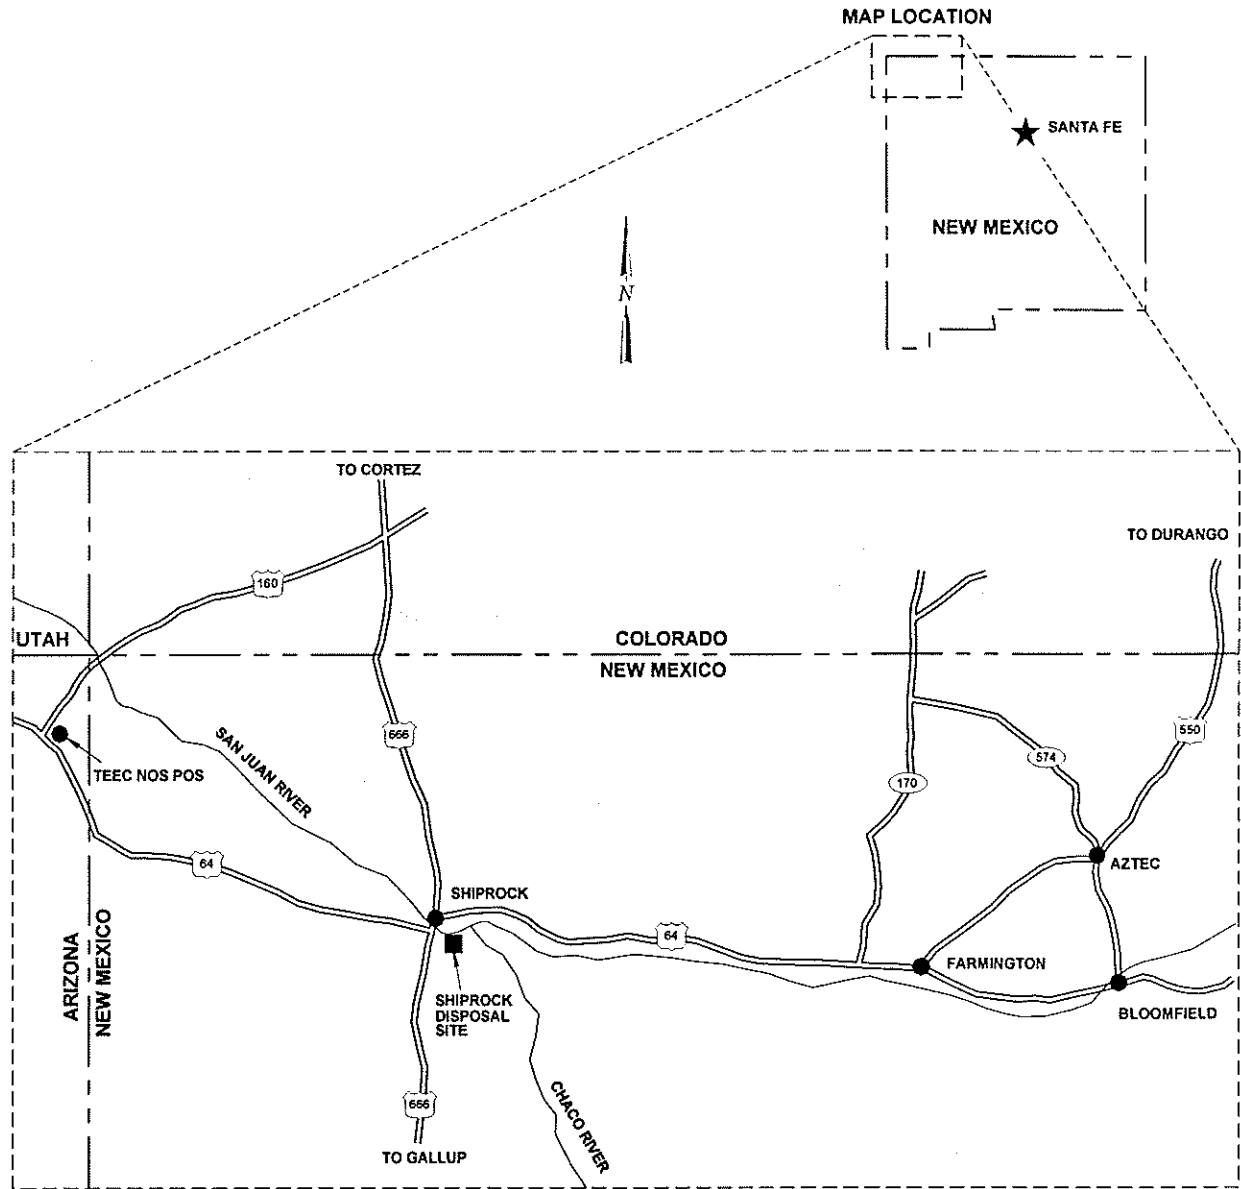 MAP LOCATION
SANTA FE
NEW MEXICO
N
TO CORTEZ
TO DURANGO
160
UTAH
COLORADO
NEW MEXICO
666
550
574
170
TEEC NOS POS
SAN JUAN RIVER
64
SHIPROCK
AZTEC
64
FARMINGTON
ARIZONA
NEW MEXICO
SHIPROCK
DISPOSAL
SITE
BLOOMFIELD
666
CHACO RIVER
TO GALLUP